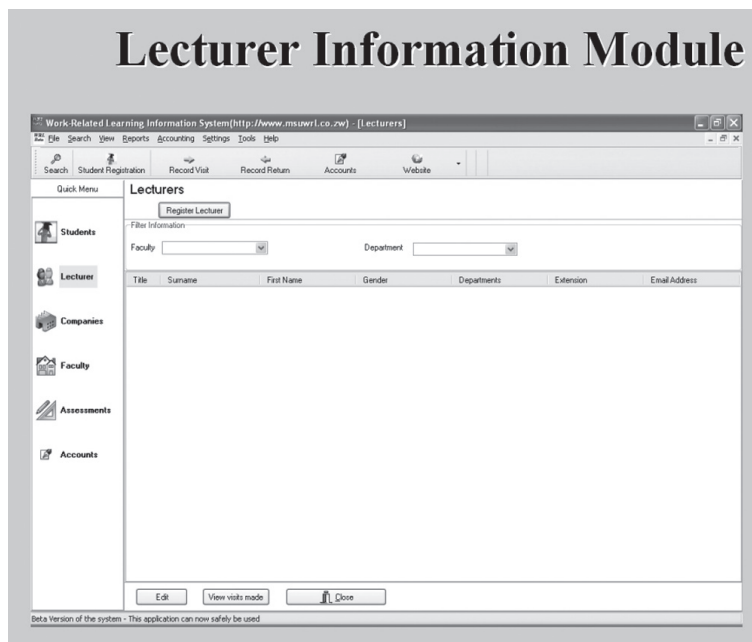 Lecturer Information Module
Work-Related Learning Information System(http://www.msuwrl.co.zw) - [Lecturers]
File Search View Reports Accounting Settings Tools Help
Search Student Registration Record Visit Record Return Accounts Website
Quick Menu
Lecturers
Register Lecturer
Filter Information
Students
Faculty Department
Lecturer
Title Surname First Name Gender Departments Extension Email Address
Companies
Faculty
Assessments
Accounts
Edit View visits made Close
Beta Version of the system - This application can now safely be used